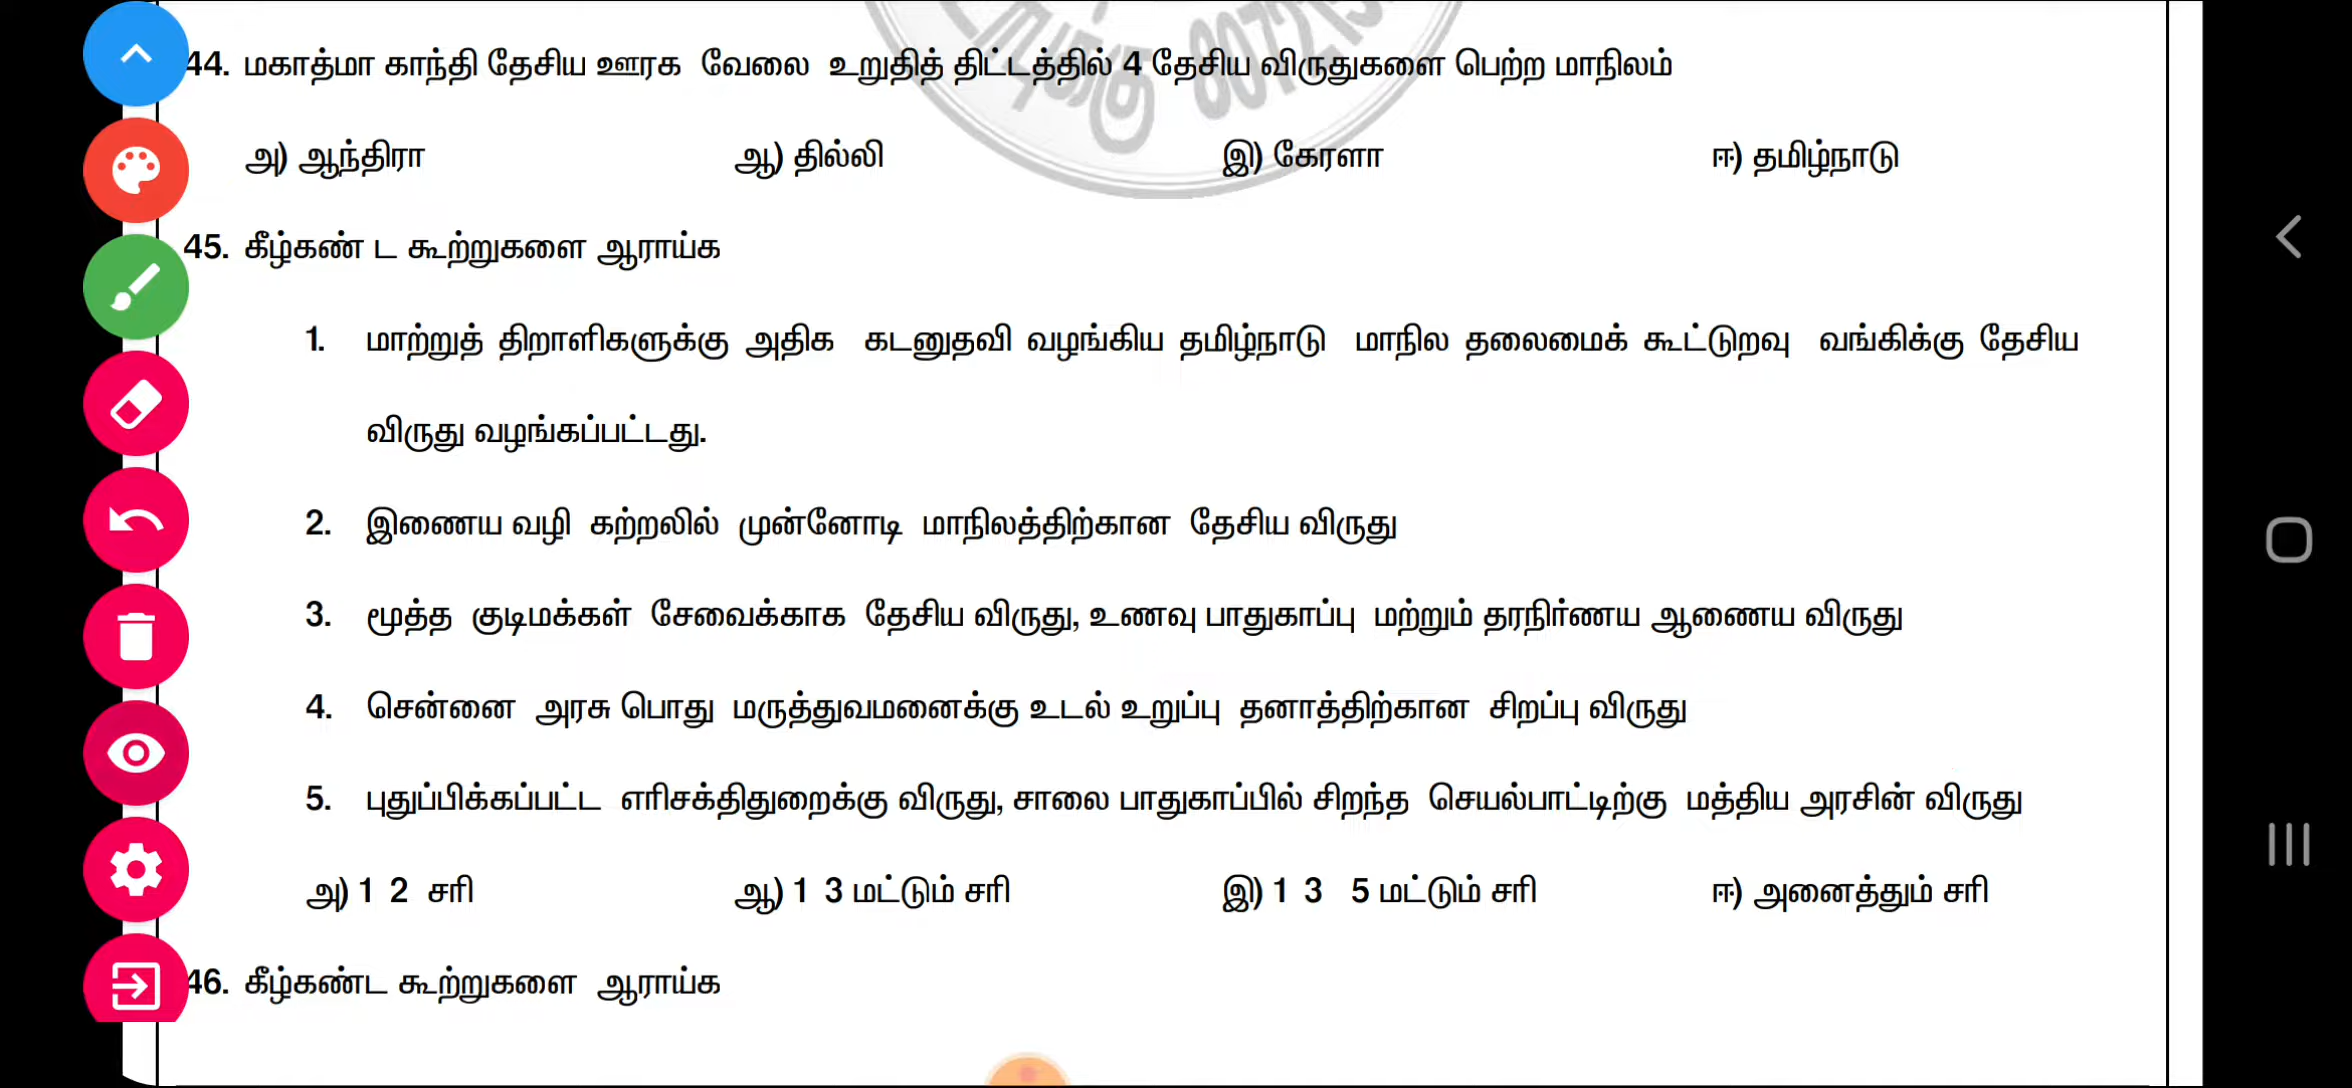 44. மகாத்மா காந்தி தேசிய ஊரக வேலை உறுதித் திட்டத்தில் 4 தேசிய விருதுகளை பெற்ற மாநிலம்
அ) ஆந்திரா ஆ) தில்லி இ) கேரளா ஈ) தமிழ்நாடு
45. கீழ்கண் ட கூற்றுகளை ஆராய்க
1. மாற்றுத் திறாளிகளுக்கு அதிக கடனுதவி வழங்கிய தமிழ்நாடு மாநில தலைமைக் கூட்டுறவு வங்கிக்கு தேசிய
விருது வழங்கப்பட்டது.
2. இணைய வழி கற்றலில் முன்னோடி மாநிலத்திற்கான தேசிய விருது
3. மூத்த குடிமக்கள் சேவைக்காக தேசிய விருது, உணவு பாதுகாப்பு மற்றும் தரநிர்ணய ஆணைய விருது
4. சென்னை அரசு பொது மருத்துவமனைக்கு உடல் உறுப்பு தனாத்திற்கான சிறப்பு விருது
5. புதுப்பிக்கப்பட்ட எரிசக்திதுறைக்கு விருது, சாலை பாதுகாப்பில் சிறந்த செயல்பாட்டிற்கு மத்திய அரசின் விருது
அ) 1 2 சரி ஆ) 1 3 மட்டும் சரி இ) 1 3 5 மட்டும் சரி ஈ) அனைத்தும் சரி
46. கீழ்கண்ட கூற்றுகளை ஆராய்க